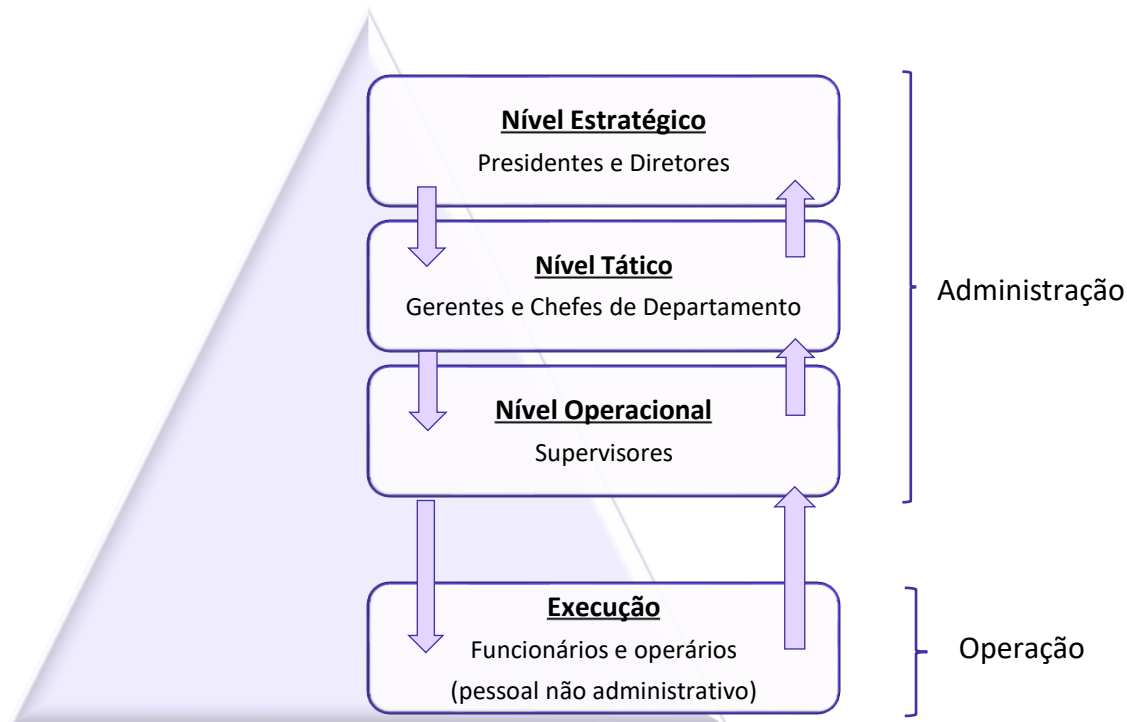 Nível Estratégico
Presidentes e Diretores
Nível Tático
Gerentes e Chefes de Departamento
Administração
Nível Operacional
Supervisores
Execução
Funcionários e operários
(pessoal não administrativo)
Operação